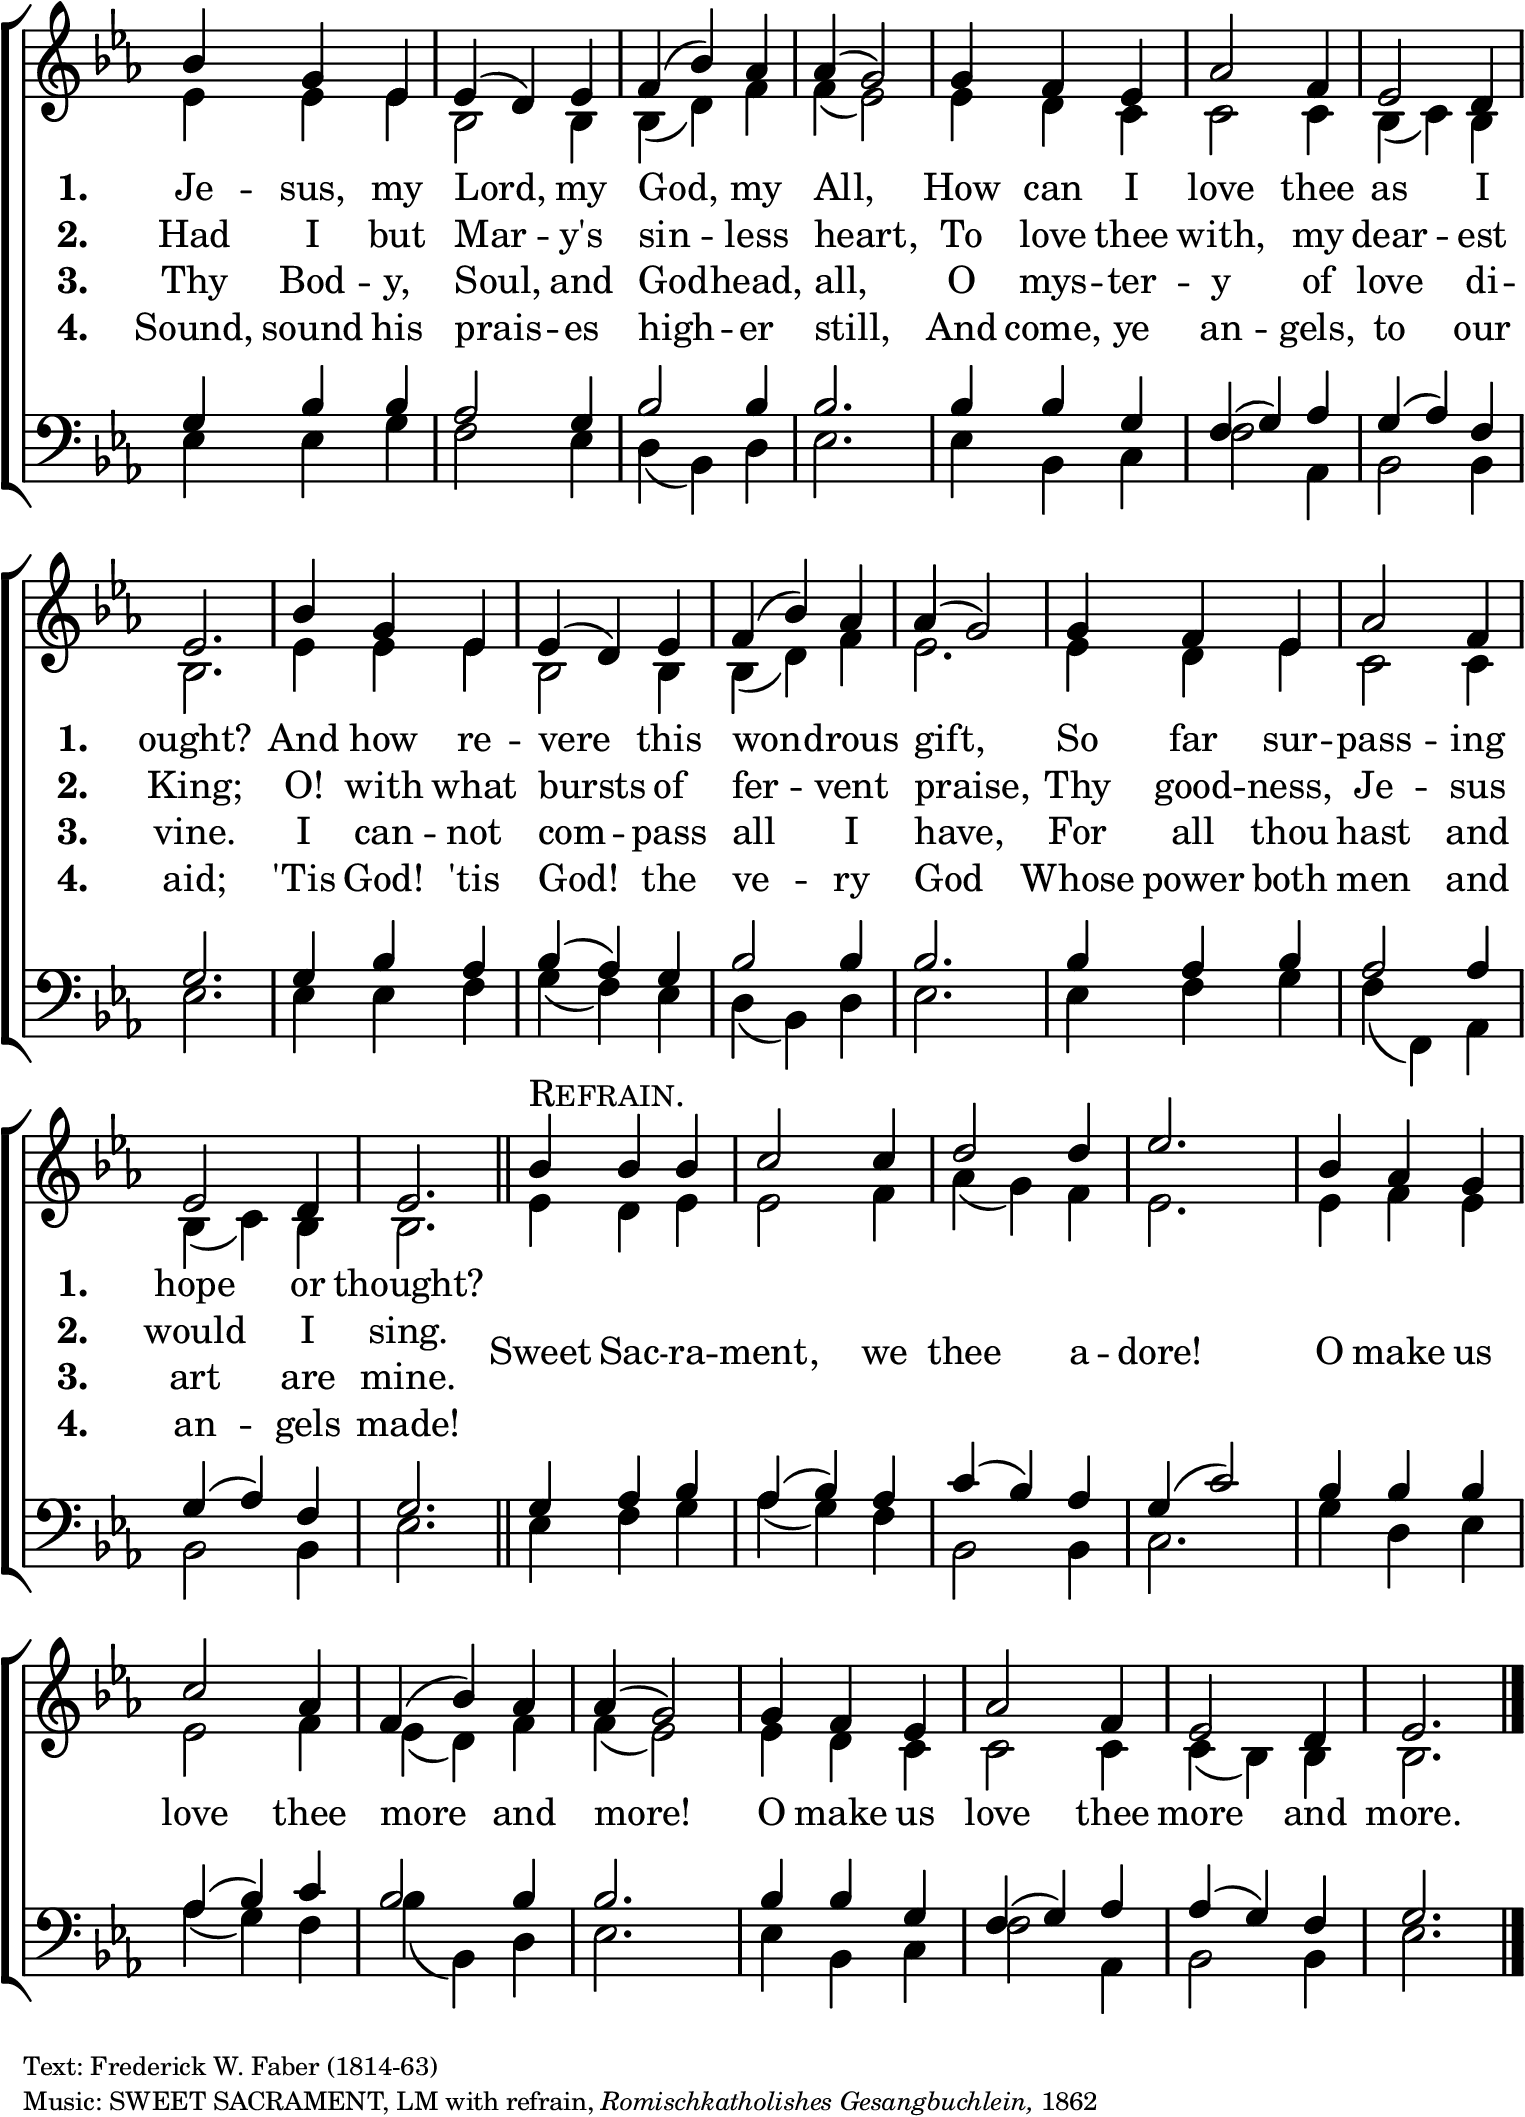 1. Je - sus, my Lord, my God, my All, How can I love thee as I
2. Had I but Mar - y's sin - less heart, To love thee with, my dear - est
3. Thy Bod - y, Soul, and Godhead, all, O mys - ter - y of love di -
4. Sound, sound his prais - es high - er still, And come, ye an - gels, to our
1. ought? And how re - vere this wondrous gift, So far sur - pass - ing
2. King; O! with what bursts of fer - vent praise, Thy good - ness, Je - sus
3. vine. I can - not com - pass all I have, For all thou hast and
4. aid; 'Tis God! 'tis God! the ve - ry God Whose power both men and
REFRAIN.
1. hope or thought?
2. would I sing.
Sweet Sac - ra - ment, we thee a - dore! O make us
3. art are mine.
4. an - gels made!
love thee more and more! O make us love thee more and more.
Text: Frederick W. Faber (1814-63)
Music: SWEET SACRAMENT, LM with refrain, Romischkatholishes Gesangbuchlein, 1862